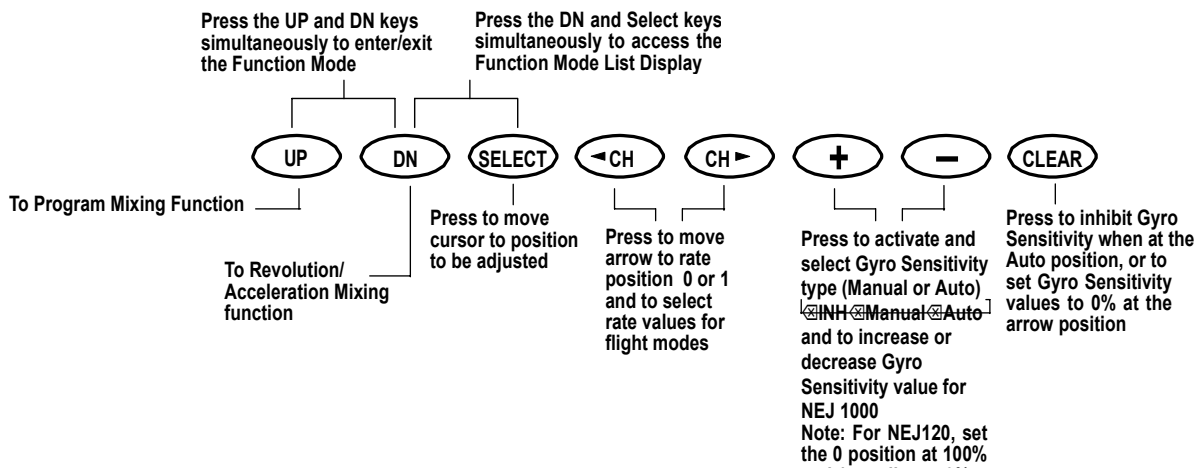 Press the UP and DN keys
simultaneously to enter/exit
the Function Mode
Press the DN and Select keys
simultaneously to access the
Function Mode List Display
UP
DN
SELECT
◄CH
CH►
+
−
CLEAR
To Program Mixing Function
To Revolution/
Acceleration Mixing
function
Press to move
cursor to position
to be adjusted
Press to move
arrow to rate
position 0 or 1
and to select
rate values for
flight modes
Press to activate and
select Gyro Sensitivity
type (Manual or Auto)
INH Manual Auto
and to increase or
decrease Gyro
Sensitivity value for
NEJ 1000
Note: For NEJ120, set
the 0 position at 100%
Press to inhibit Gyro
Sensitivity when at the
Auto position, or to
set Gyro Sensitivity
values to 0% at the
arrow position